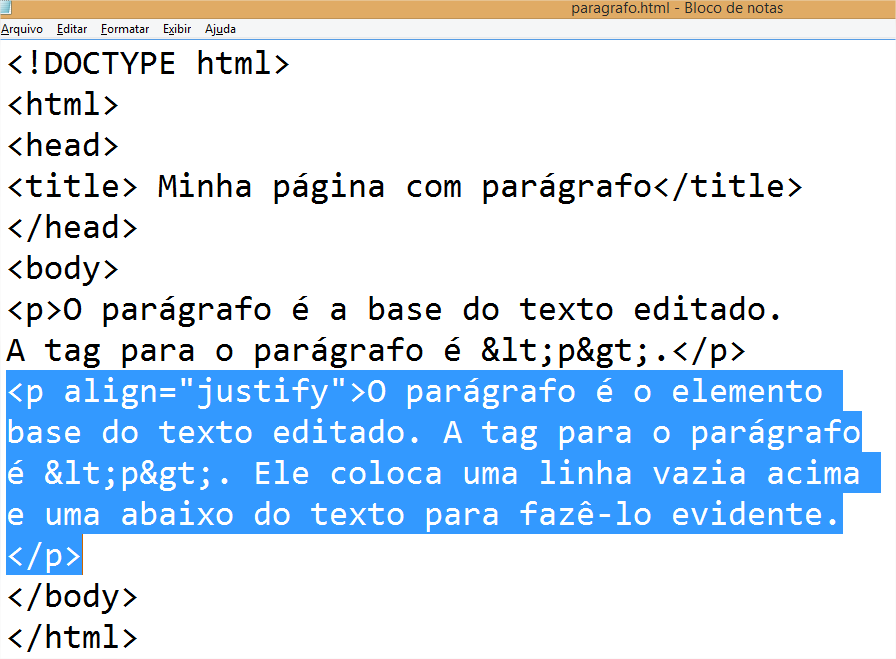 paragrafo.html - Bloco de notas
Arquivo Editar Formatar Exibir Ajuda
<!DOCTYPE html>
<html>
<head>
<title> Minha página com parágrafo</title>
</head>
<body>
<p>O parágrafo é a base do texto editado.
A tag para o parágrafo é &lt;p&gt;.</p>
<p align="justify">O parágrafo é o elemento
base do texto editado. A tag para o parágrafo
é &lt;p&gt;. Ele coloca uma linha vazia acima
e uma abaixo do texto para fazê-lo evidente.
</p>
</body>
</html>